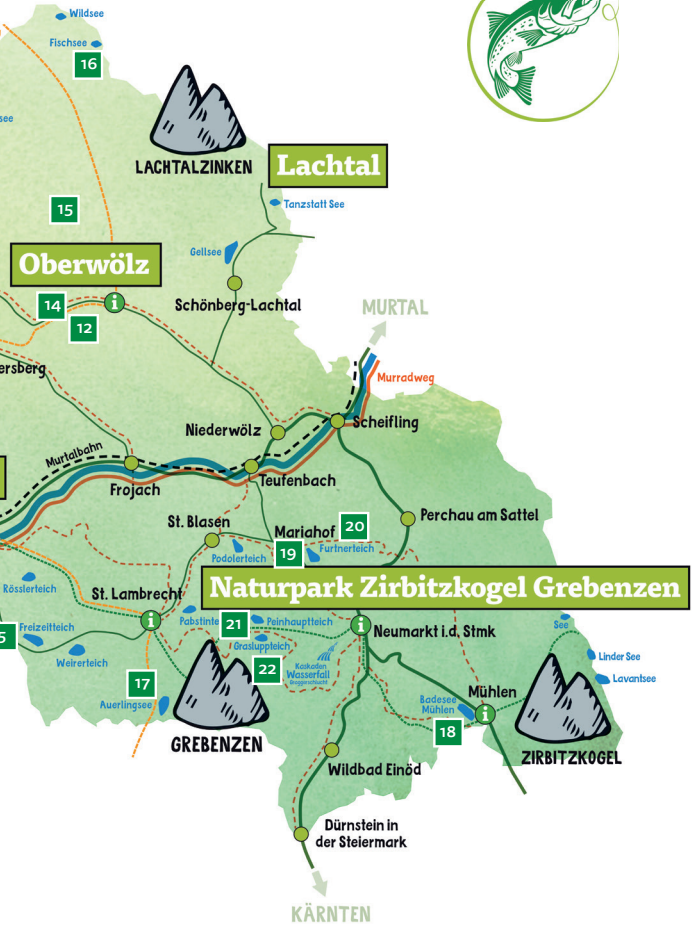 Wildsee
Fischsee
16
see
LACHTALZINKEN
Lachtal
15
Tanzstatt See
Gellsee
Oberwölz
i
14
12
Schönberg-Lachtal
MURTAL
ersberg
Murradweg
Niederwölz
Scheifling
Murtalbahn
Frojach
Teufenbach
St. Blasen
Mariahof
20
Perchau am Sattel
19
Furtnerteich
Podolerteich
Rösslerteich
St. Lambrecht
Naturpark Zirbitzkogel Grebenzen
i
Pabstinte
21
Peinhauptteich
i
Neumarkt i.d. Stmk
See
5
Freizeitteich
Grasluppteich
Weirerteich
22
Kaskaden
Wasserfall
Graggerschlucht
Linder See
Lavantsee
17
Auerlingsee
Badesee
Mühlen
Mühlen
i
18
GREBENZEN
ZIRBITZKOGEL
Wildbad Einöd
Dürnstein in
der Steiermark
KÄRNTEN